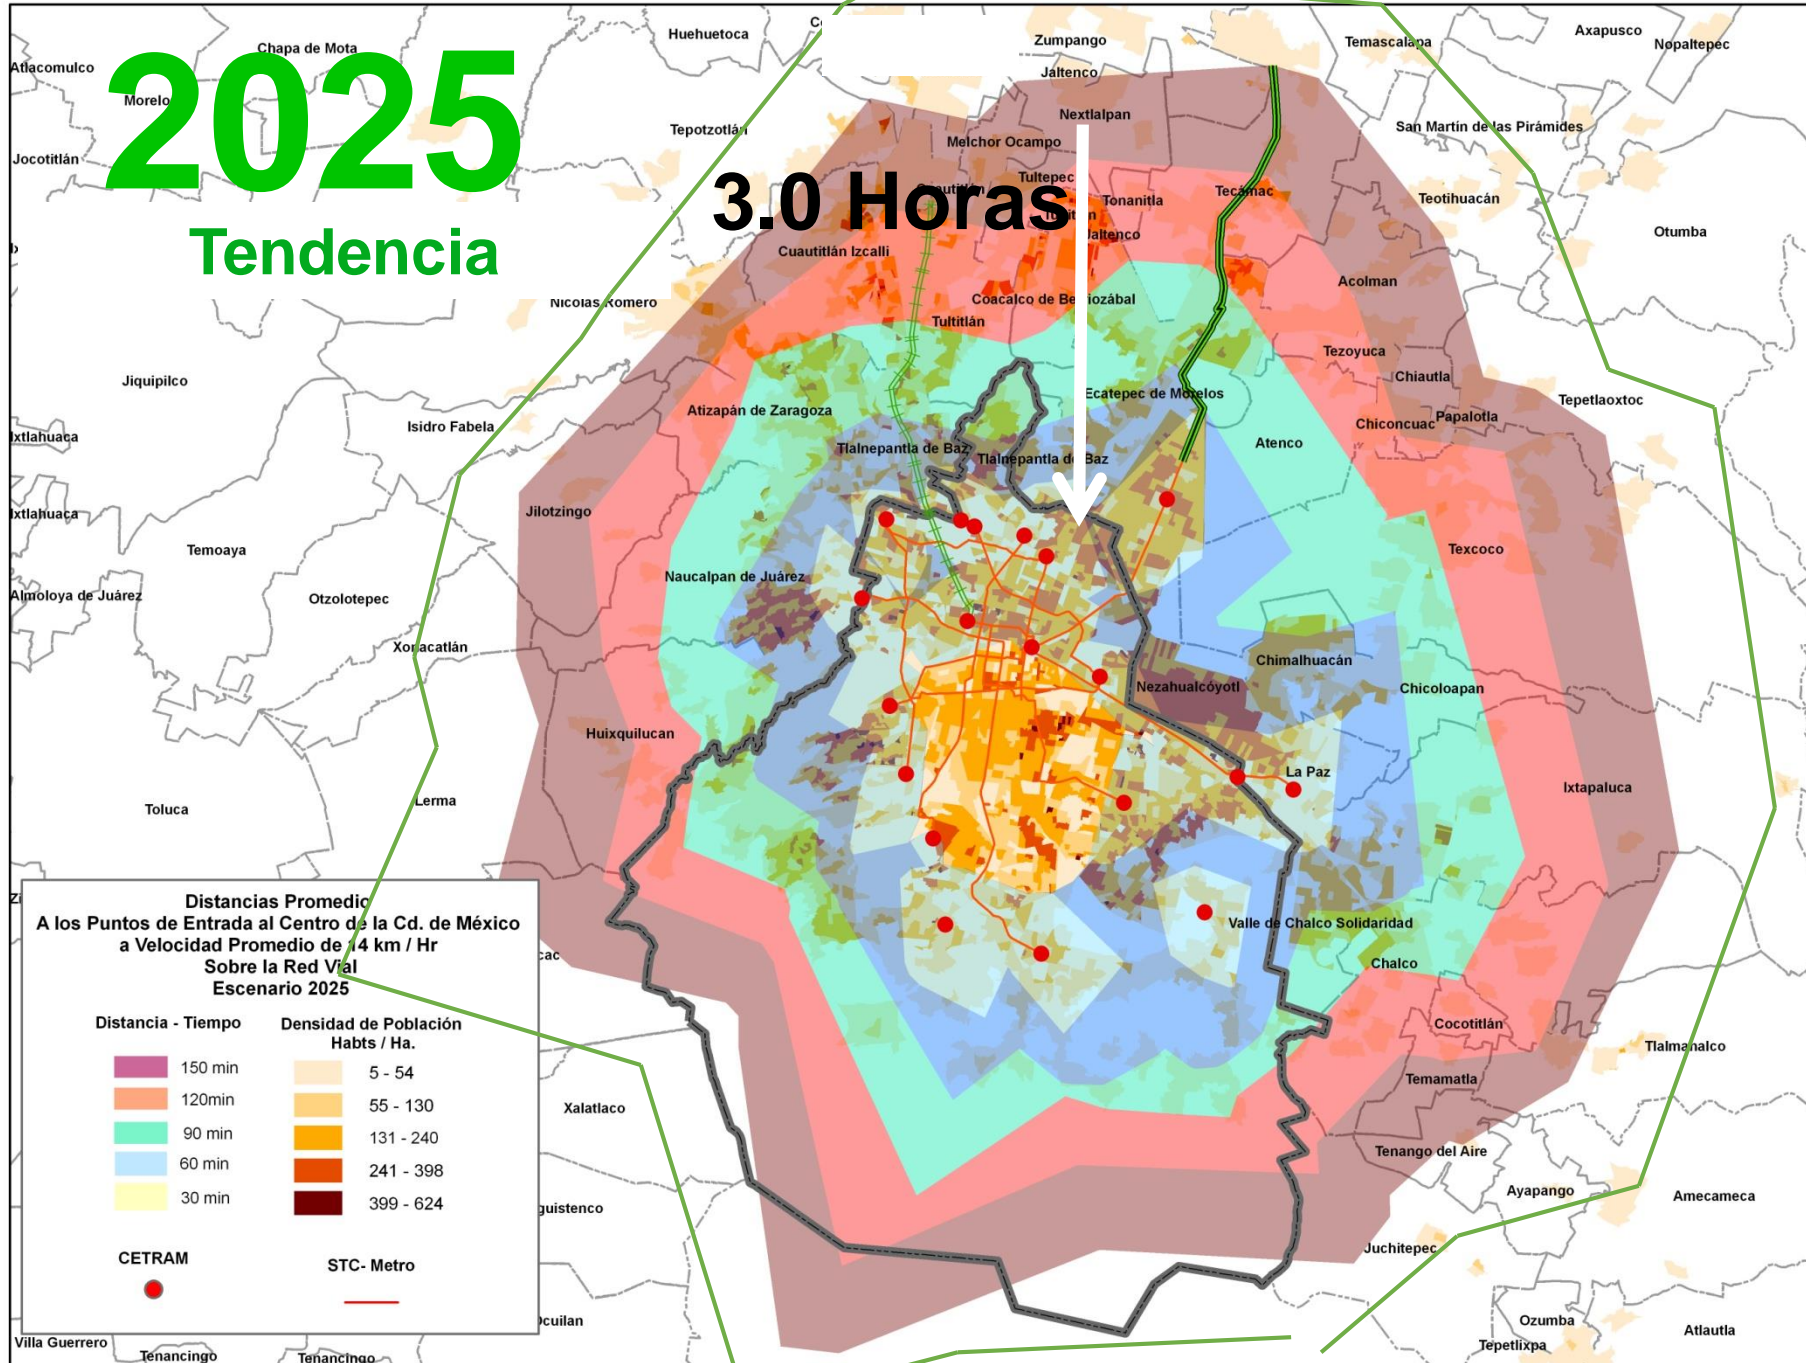 2025
Tendencia
3.0 Horas
Atlacomulco
Chapa de Mota
Huehuetoca
Zumpango
Jaltenco
Temascalapa
Axapusco
Nopaltepec
Nextlalpan
Jocotitlán
Tepotzotlán
Melchor Ocampo
San Martín de las Pirámides
Tultepec
Tonanitla
Tecámac
Teotihuacán
Otumba
Jaltenco
Cuautitlán Izcalli
Acolman
Nicolás Romero
Coacalco de Berriozábal
Tultitlán
Tezoyuca
Chiautla
Jiquipilco
Ecatepec de Morelos
Tepetlaoxtoc
Atizapán de Zaragoza
Papalotla
Chiconcuac
Isidro Fabela
Ixtlahuaca
Atenco
Tlalnepantla de Baz
Tlalnepantla de Baz
Jilotzingo
Ixtlahuaca
Temoaya
Texcoco
Naucalpan de Juárez
Almoloya de Juárez
Otzolotepec
Xonacatlán
Chimalhuacán
Nezahualcóyotl
Chicoloapan
Huixquilucan
La Paz
Ixtapaluca
Toluca
Lerma
Valle de Chalco Solidaridad
Chalco
Cocotitlán
Tlalmanalco
Temamatla
Xalatlaco
Tenango del Aire
Ayapango
Amecameca
Juchitepec
Ozumba
Atlautla
Tepetlixpa
Villa Guerrero
Tenancingo
Tenancingo
Distancias Promedio
A los Puntos de Entrada al Centro de la Cd. de México
a Velocidad Promedio de 14 km / Hr
Sobre la Red Vial
Escenario 2025
Distancia - Tiempo
150 min
120min
90 min
60 min
30 min
Densidad de Población
Habts / Ha.
5 - 54
55 - 130
131 - 240
241 - 398
399 - 624
CETRAM
STC- Metro